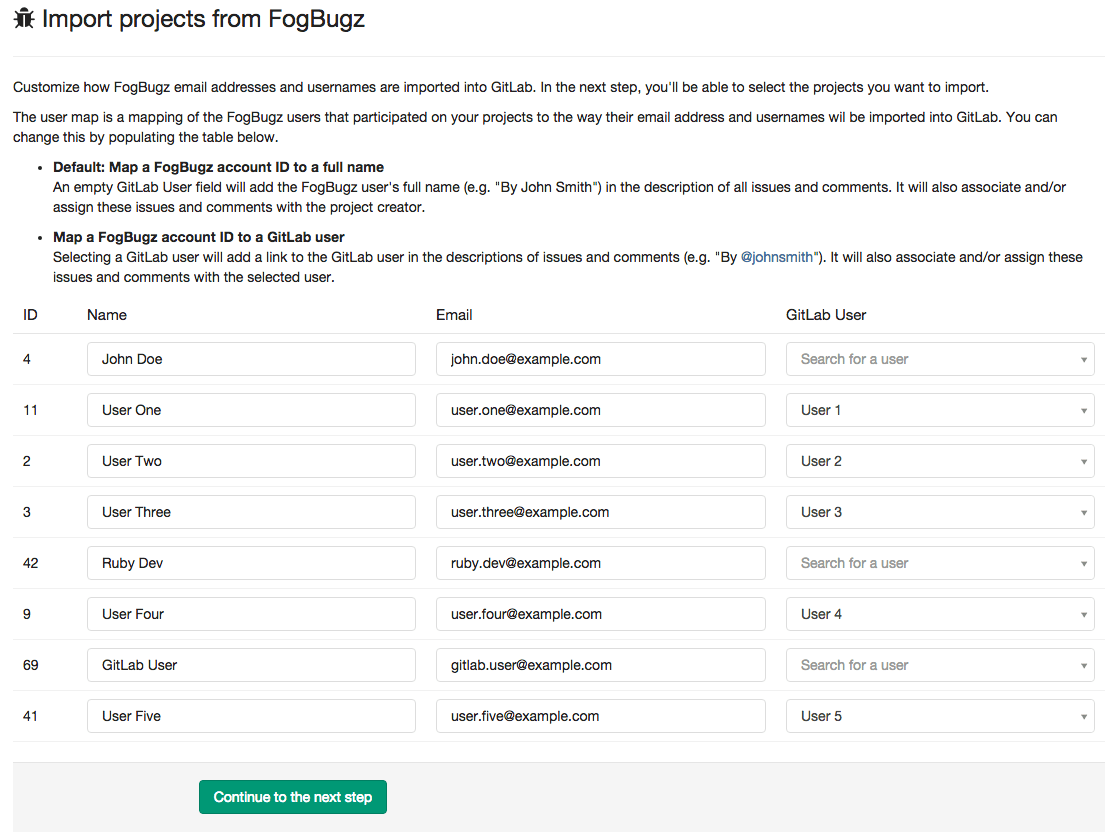 Import projects from FogBugz
Customize how FogBugz email addresses and usernames are imported into GitLab. In the next step, you'll be able to select the projects you want to import.
The user map is a mapping of the FogBugz users that participated on your projects to the way their email address and usernames wil be imported into GitLab. You can
change this by populating the table below.
• Default: Map a FogBugz account ID to a full name
An empty GitLab User field will add the FogBugz user's full name (e.g. "By John Smith") in the description of all issues and comments. It will also associate and/or
assign these issues and comments with the project creator.
• Map a FogBugz account ID to a GitLab user
Selecting a GitLab user will add a link to the GitLab user in the descriptions of issues and comments (e.g. "By @johnsmith"). It will also associate and/or assign these
issues and comments with the selected user.
ID Name Email GitLab User
4 John Doe john.doe@example.com Search for a user
11 User One user.one@example.com User 1
2 User Two user.two@example.com User 2
3 User Three user.three@example.com User 3
42 Ruby Dev ruby.dev@example.com Search for a user
9 User Four user.four@example.com User 4
69 GitLab User gitlab.user@example.com Search for a user
41 User Five user.five@example.com User 5
Continue to the next step